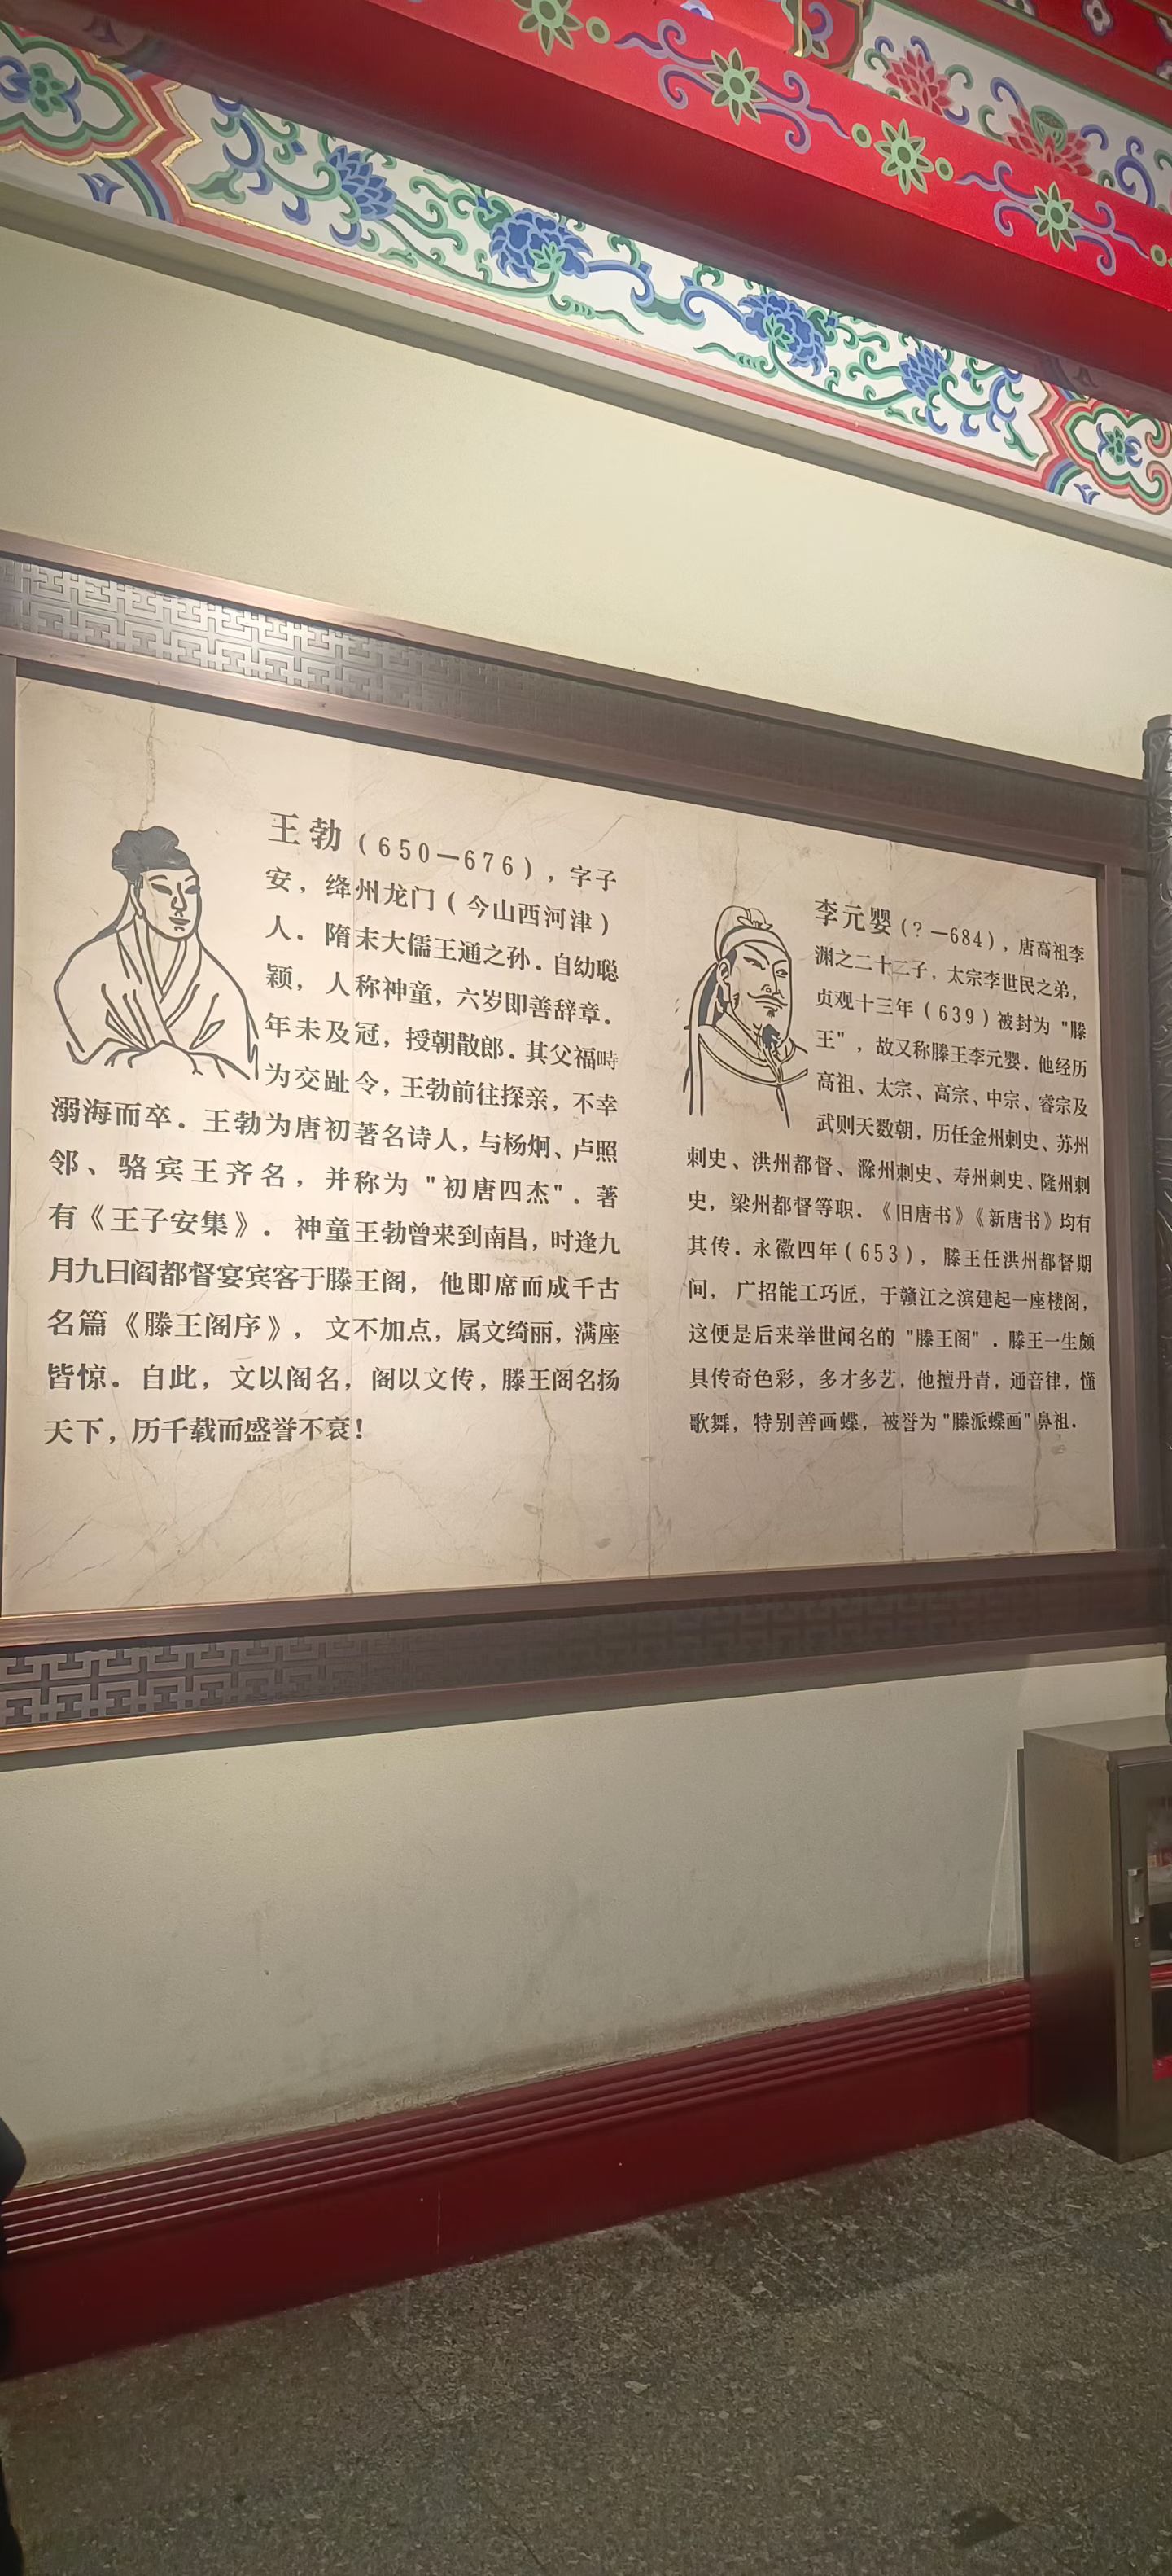 王勃（650—676），字子
安，绛州龙门（今山西河津）
人．隋末大儒王通之孙．自幼聪
颖，人称神童，六岁即善辞章．
年未及冠，授朝散郎．其父福畤
为交趾令，王勃前往探亲，不幸
溺海而卒．王勃为唐初著名诗人，与杨炯、卢照
邻、骆宾王齐名，并称为"初唐四杰"．著
有《王子安集》．神童王勃曾来到南昌，时逢九
月九日阎都督宴宾客于滕王阁，他即席而成千古
名篇《滕王阁序》，文不加点，属文绮丽，满座
皆惊．自此，文以阁名，阁以文传，滕王阁名扬
天下，历千载而盛誉不衰！
李元婴（？—684），唐高祖李
渊之二十二子，太宗李世民之弟，
贞观十三年（639）被封为"滕
王"，故又称滕王李元婴．他经历
高祖、太宗、高宗、中宗、睿宗及
武则天数朝，历任金州刺史、苏州
刺史、洪州都督、滁州刺史、寿州刺史、隆州刺
史，梁州都督等职．《旧唐书》《新唐书》均有
其传．永徽四年（653），滕王任洪州都督期
间，广招能工巧匠，于赣江之滨建起一座楼阁，
这便是后来举世闻名的"滕王阁"．滕王一生颇
具传奇色彩，多才多艺，他擅丹青，通音律，懂
歌舞，特别善画蝶，被誉为"滕派蝶画"鼻祖．